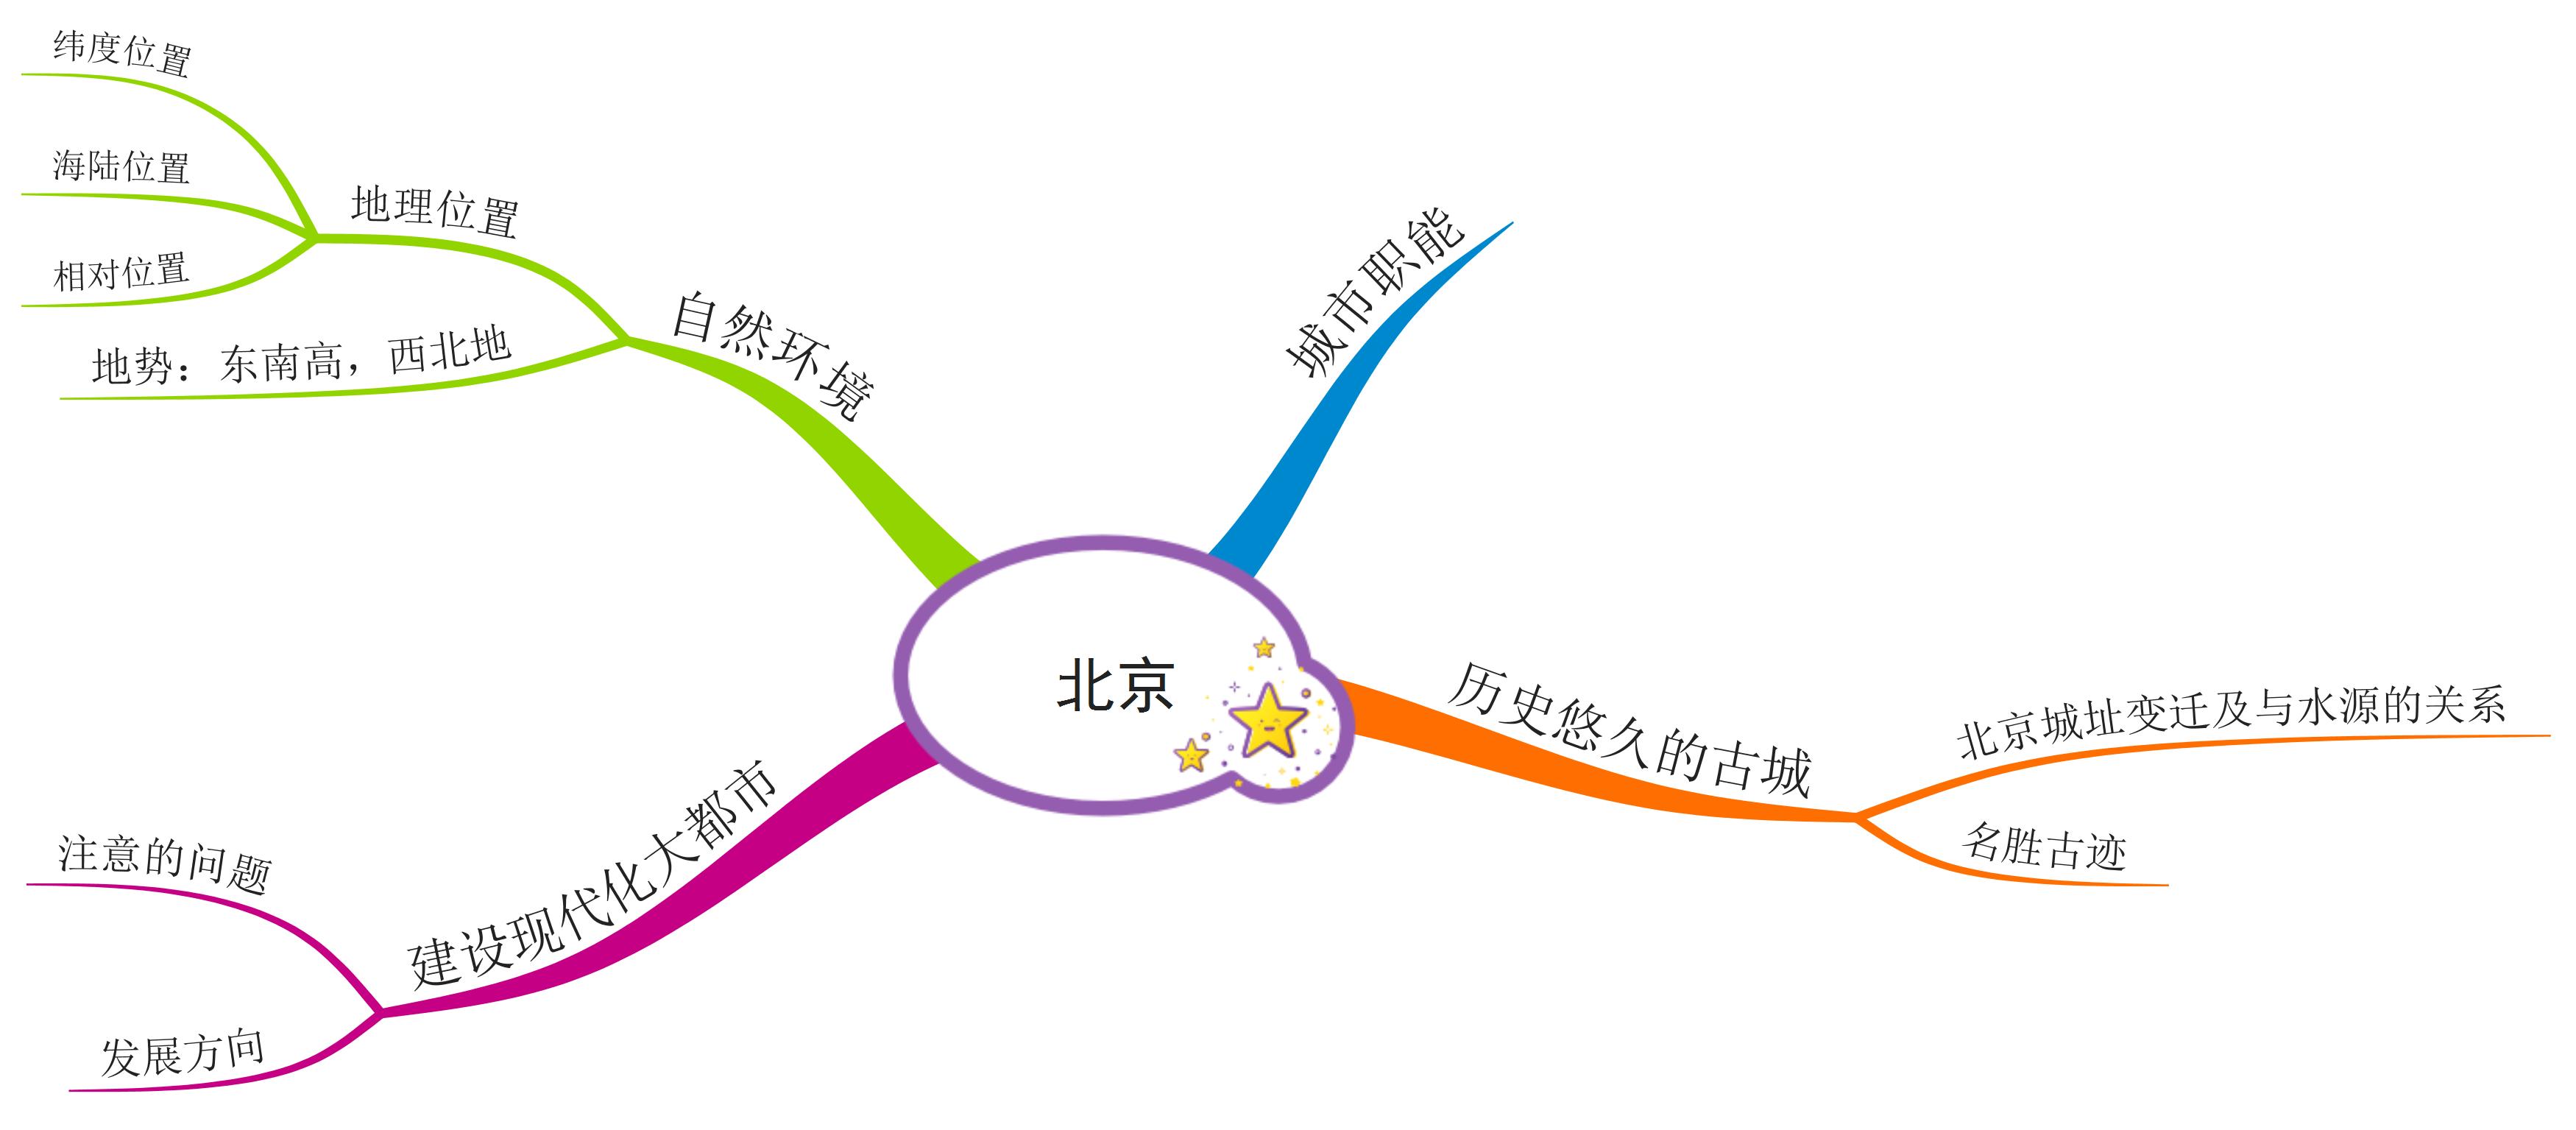 北京
城市职能
历史悠久的古城
北京城址变迁及与水源的关系
名胜古迹
建设现代化大都市
注意的问题
发展方向
自然环境
地理位置
纬度位置
海陆位置
相对位置
地势：东南高，西北地